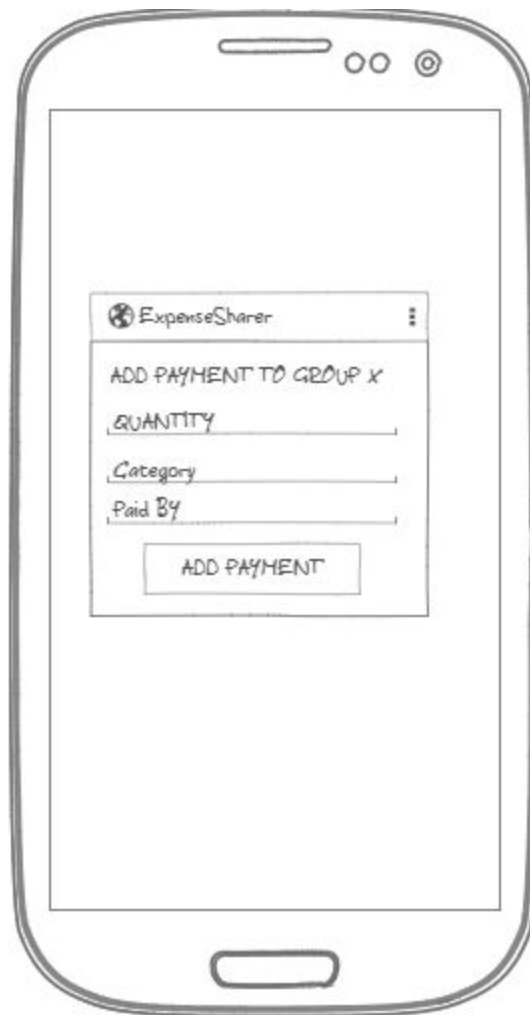 ExpenseSharer
ADD PAYMENT TO GROUP X
QUANTITY
Category
Paid BY
ADD PAYMENT